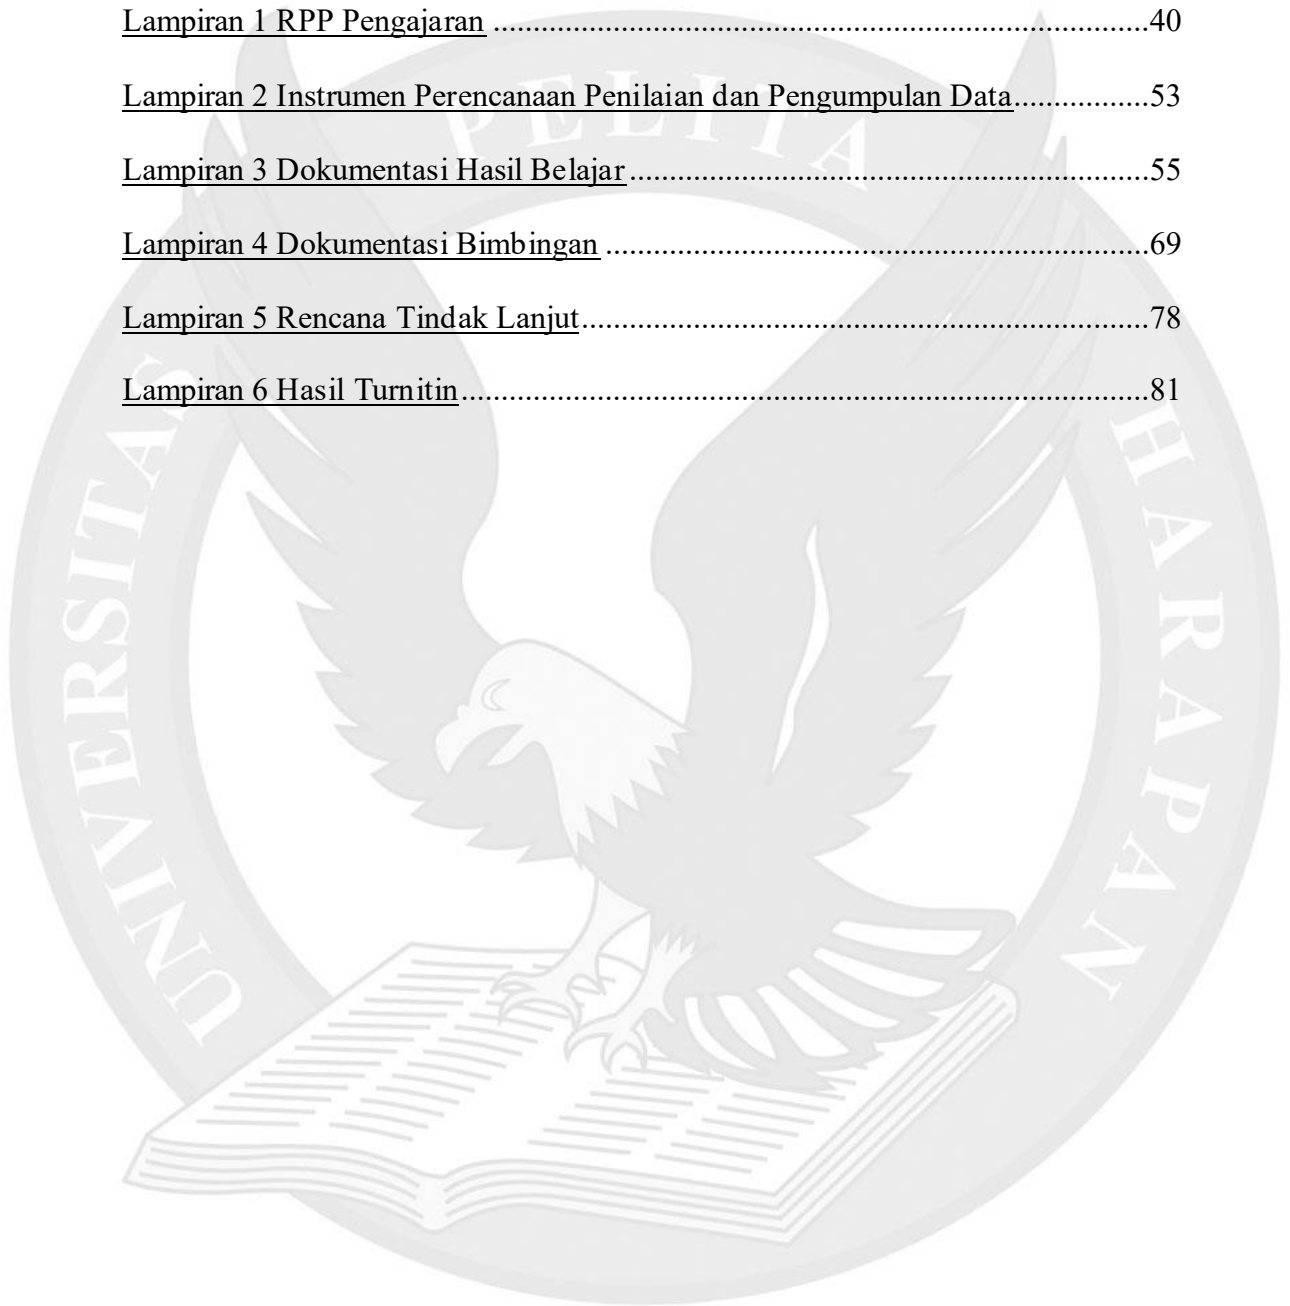 Lampiran 1 RPP Pengajaran ..................................................................................40
Lampiran 2 Instrumen Perencanaan Penilaian dan Pengumpulan Data.................53
Lampiran 3 Dokumentasi Hasil Belajar.................................................................55
Lampiran 4 Dokumentasi Bimbingan ....................................................................69
Lampiran 5 Rencana Tindak Lanjut.......................................................................78
Lampiran 6 Hasil Turnitin......................................................................................81
UNIVERSITAS PELITA HARAPAN